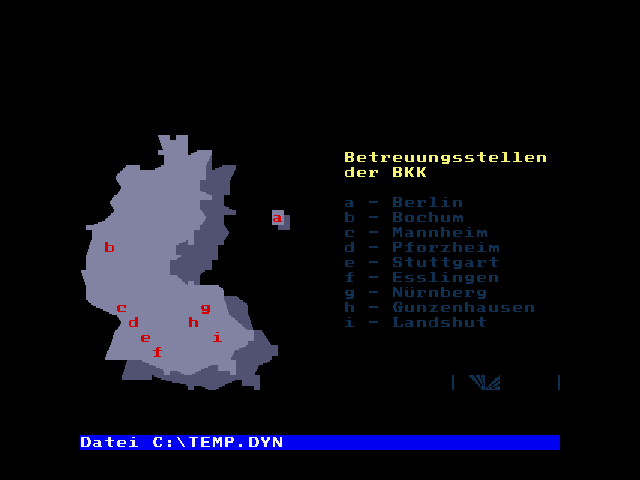 Betreuungsstellen
der BKK
a - Berlin
b - Bochum
c - Mannheim
d - Pforzheim
e - Stuttgart
f - Esslingen
g - Nürnberg
h - Gunzenhausen
i - Landshut
a
b
c
g
d
h
e
i
f
Datei C:\TEMP.DYN